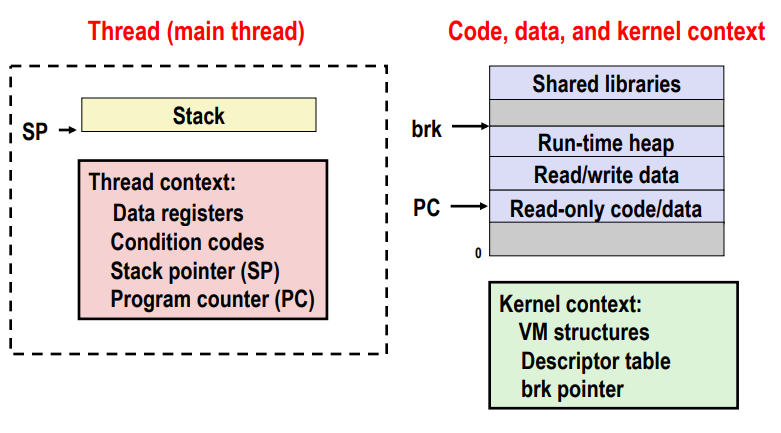 Thread (main thread)
Stack
SP
Thread context:
Data registers
Condition codes
Stack pointer (SP)
Program counter (PC)
Code, data, and kernel context
Shared libraries
brk
Run-time heap
Read/write data
PC
Read-only code/data
0
Kernel context:
VM structures
Descriptor table
brk pointer